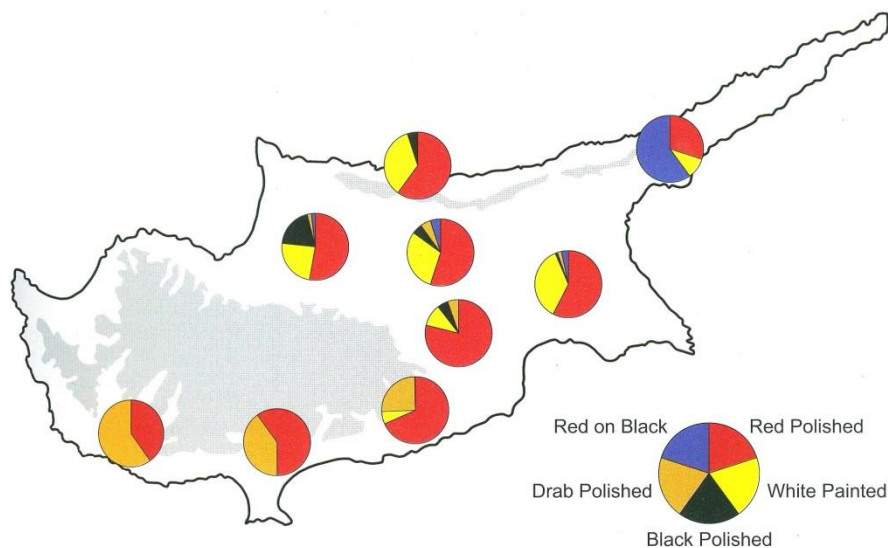 Red on Black Red Polished
Drab Polished White Painted
Black Polished